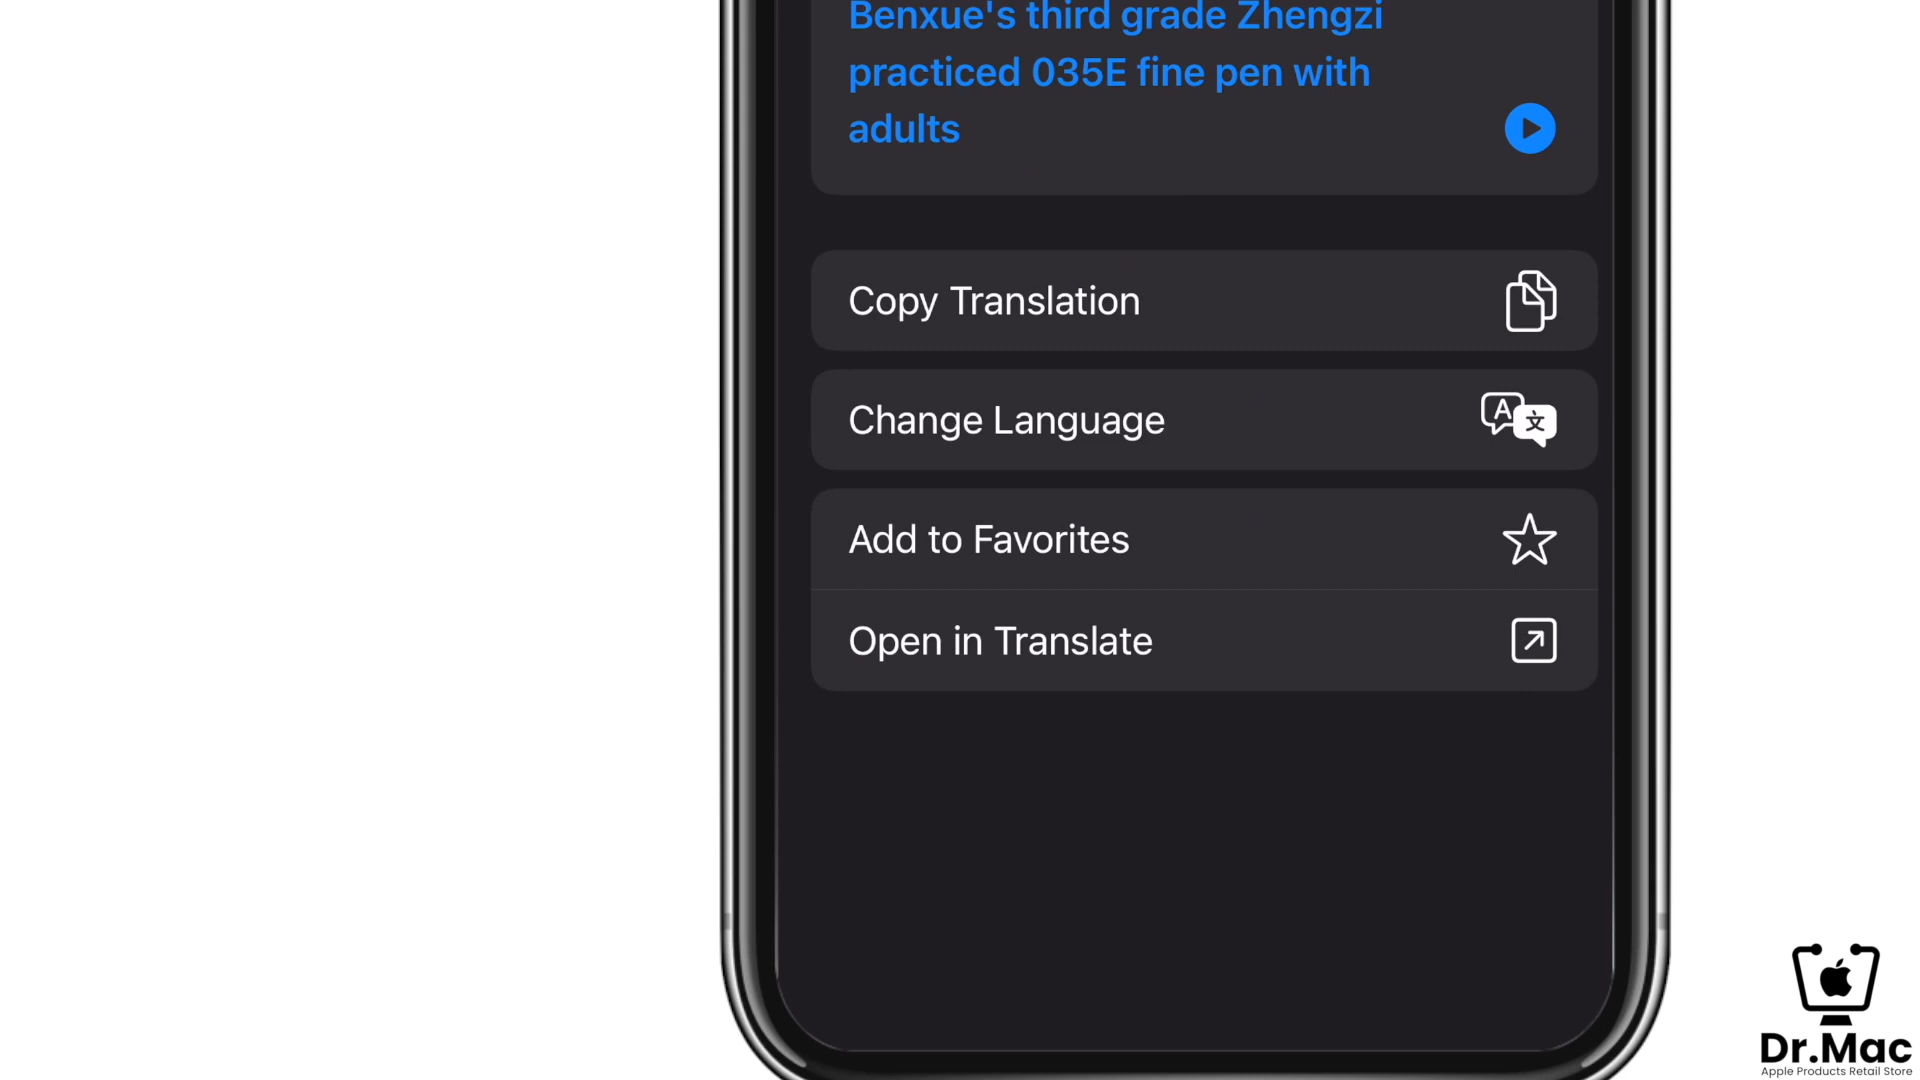 Benxue's third grade Zhengzi
practiced 035E fine pen with
adults
Copy Translation
Change Language
A 文
Add to Favorites
Open in Translate
Dr.Mac
Apple Products Retail Store